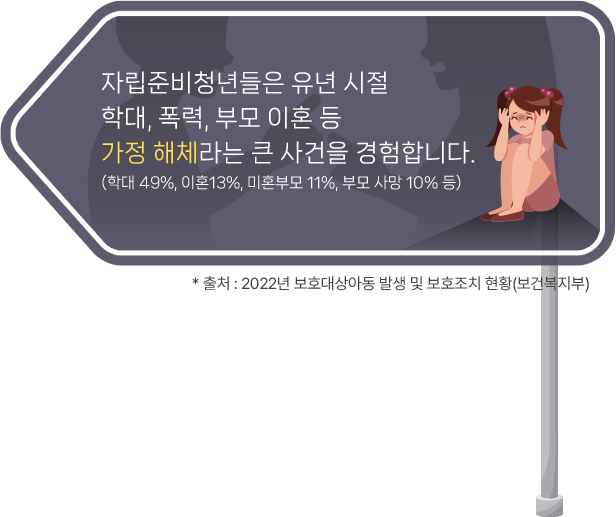 자립준비청년들은 유년 시절
학대, 폭력, 부모 이혼 등
가정 해체라는 큰 사건을 경험합니다.
(학대 49%, 이혼13%, 미혼부모 11%, 부모 사망 10% 등)
* 출처 : 2022년 보호대상아동 발생 및 보호조치 현황(보건복지부)